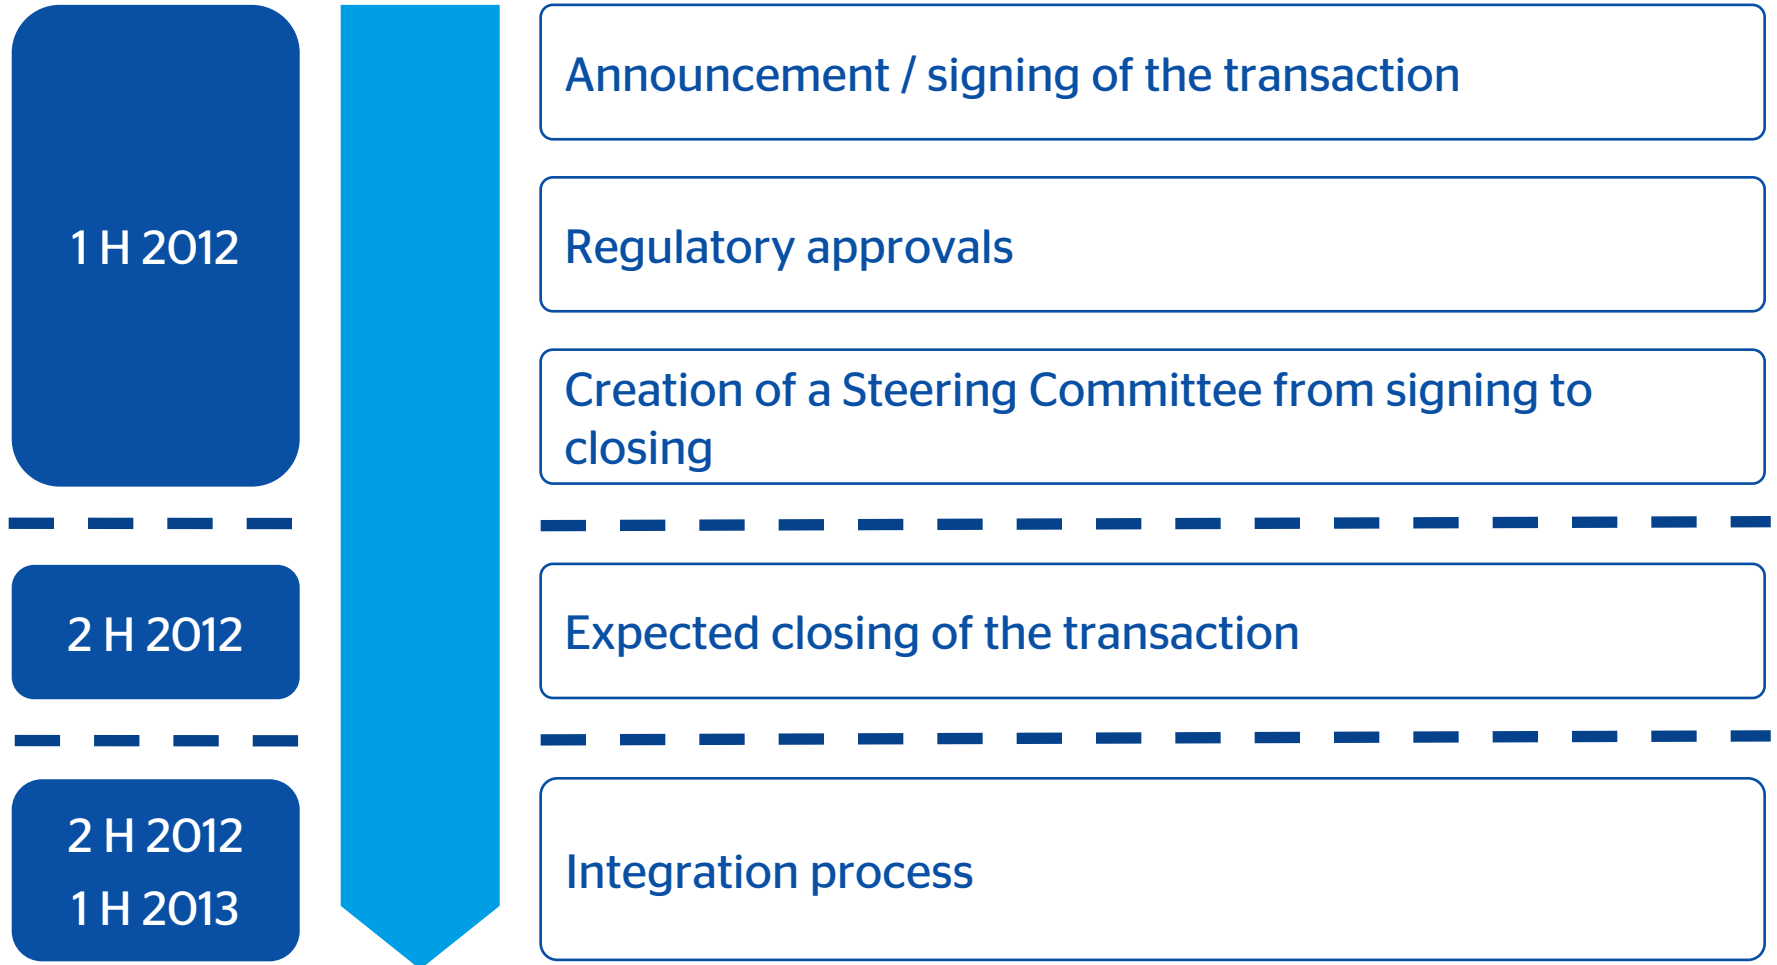 1 H 2012
Announcement / signing of the transaction
Regulatory approvals
Creation of a Steering Committee from signing to
closing
2 H 2012
Expected closing of the transaction
2 H 2012
1 H 2013
Integration process